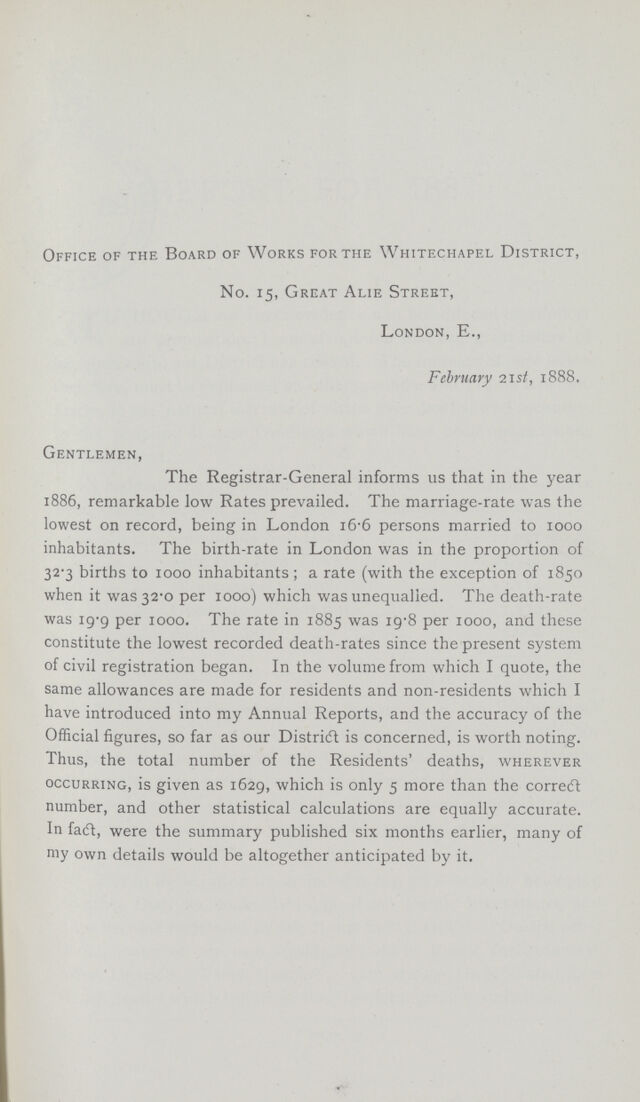 Office of the Board of Works for the Whitechapel District,
No. 15, Great Alie Street,
London, E.,
February 21st, 1888.
Gentlemen,
The Registrar-General informs us that in the year
1886, remarkable low Rates prevailed. The marriage-rate was the
lowest on record, being in London 16·6 persons married to 1000
inhabitants. The birth-rate in London was in the proportion of
32·3 births to 1000 inhabitants; a rate (with the exception of 1850
when it was 32·0 per 1000) which was unequalled. The death-rate
was 19·9 per 1000. The rate in 1885 was 19·8 per 1000, and these
constitute the lowest recorded death-rates since the present system
of civil registration began. In the volume from which I quote, the
same allowances are made for residents and non-residents which I
have introduced into my Annual Reports, and the accuracy of the
Official figures, so far as our District is concerned, is worth noting.
Thus, the total number of the Residents' deaths, wherever
occurring, is given as 1629, which is only 5 more than the correct
number, and other statistical calculations are equally accurate.
In fact, were the summary published six months earlier, many of
my own details would be altogether anticipated by it.